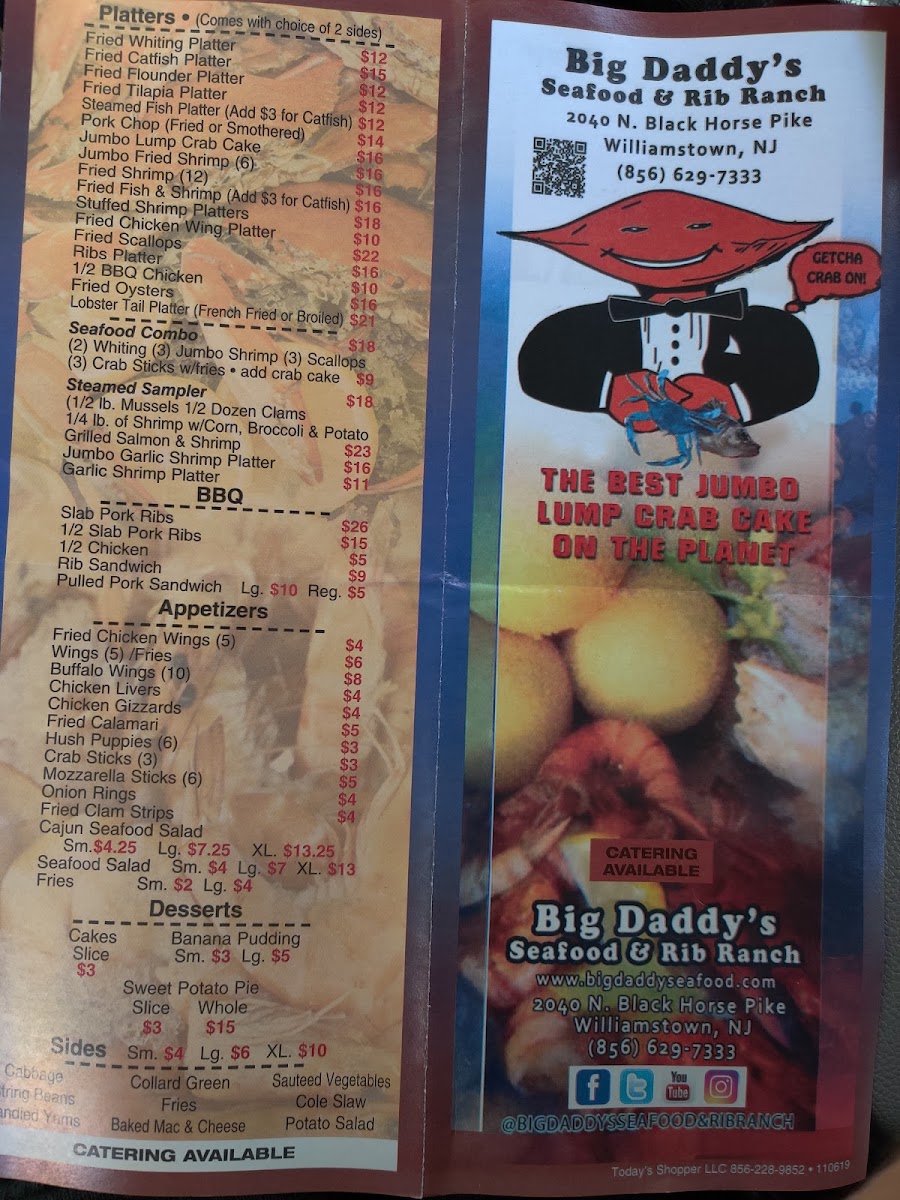 Platters • (Comes with choice of 2 sides)
Fried Whiting Platter $12
Fried Catfish Platter $15
Fried Flounder Platter $12
Fried Tilapia Platter $12
Steamed Fish Platter (Add $3 for Catfish) $12
Pork Chop (Fried or Smothered) $14
Jumbo Lump Crab Cake $16
Jumbo Fried Shrimp (6) $16
Fried Shrimp (12) $16
Fried Fish & Shrimp (Add $3 for Catfish) $16
Stuffed Shrimp Platters $18
Fried Chicken Wing Platter $10
Fried Scallops $22
Ribs Platter $16
1/2 BBQ Chicken $10
Fried Oysters $16
Lobster Tail Platter (French Fried or Broiled) $21
Seafood Combo $18
(2) Whiting (3) Jumbo Shrimp (3) Scallops
(3) Crab Sticks w/fries • add crab cake $9
Steamed Sampler $18
(1/2 lb. Mussels 1/2 Dozen Clams
1/4 lb. of Shrimp w/Corn, Broccoli & Potato
Grilled Salmon & Shrimp $23
Jumbo Garlic Shrimp Platter $16
Garlic Shrimp Platter $11
BBQ
Slab Pork Ribs $26
1/2 Slab Pork Ribs $15
1/2 Chicken $5
Rib Sandwich $9
Pulled Pork Sandwich Lg. $10 Reg. $5
Appetizers
Fried Chicken Wings (5) $4
Wings (5) /Fries $6
Buffalo Wings (10) $8
Chicken Livers $4
Chicken Gizzards $4
Fried Calamari $5
Hush Puppies (6) $3
Crab Sticks (3) $3
Mozzarella Sticks (6) $5
Onion Rings $4
Fried Clam Strips $4
Cajun Seafood Salad
Sm.$4.25 Lg. $7.25 XL. $13.25
Seafood Salad Sm. $4 Lg. $7 XL. $13
Fries Sm. $2 Lg. $4
Desserts
Cakes Banana Pudding
Slice Sm. $3 Lg. $5
$3
Sweet Potato Pie
Slice Whole
$3 $15
Sides Sm. $4 Lg. $6 XL. $10
Cabbage Collard Green Sauteed Vegetables
tring Beans Fries Cole Slaw
andied Yams Baked Mac & Cheese Potato Salad
CATERING AVAILABLE
Big Daddy's
Seafood & Rib Ranch
2040 N. Black Horse Pike
Williamstown, NJ
(856) 629-7333
GETCHA
CRAB ON!
THE BEST JUMBO
LUMP CRAB CAKE
ON THE PLANET
CATERING
AVAILABLE
Big Daddy's
Seafood & Rib Ranch
www.bigdaddyseafood.com
2040 N. Black Horse Pike
Williamstown, NJ
(856) 629-7333
You
Tube
@BIGDADDYSSEAFOOD&RIBRANCH
Today's Shopper LLC 856-228-9852 • 110619